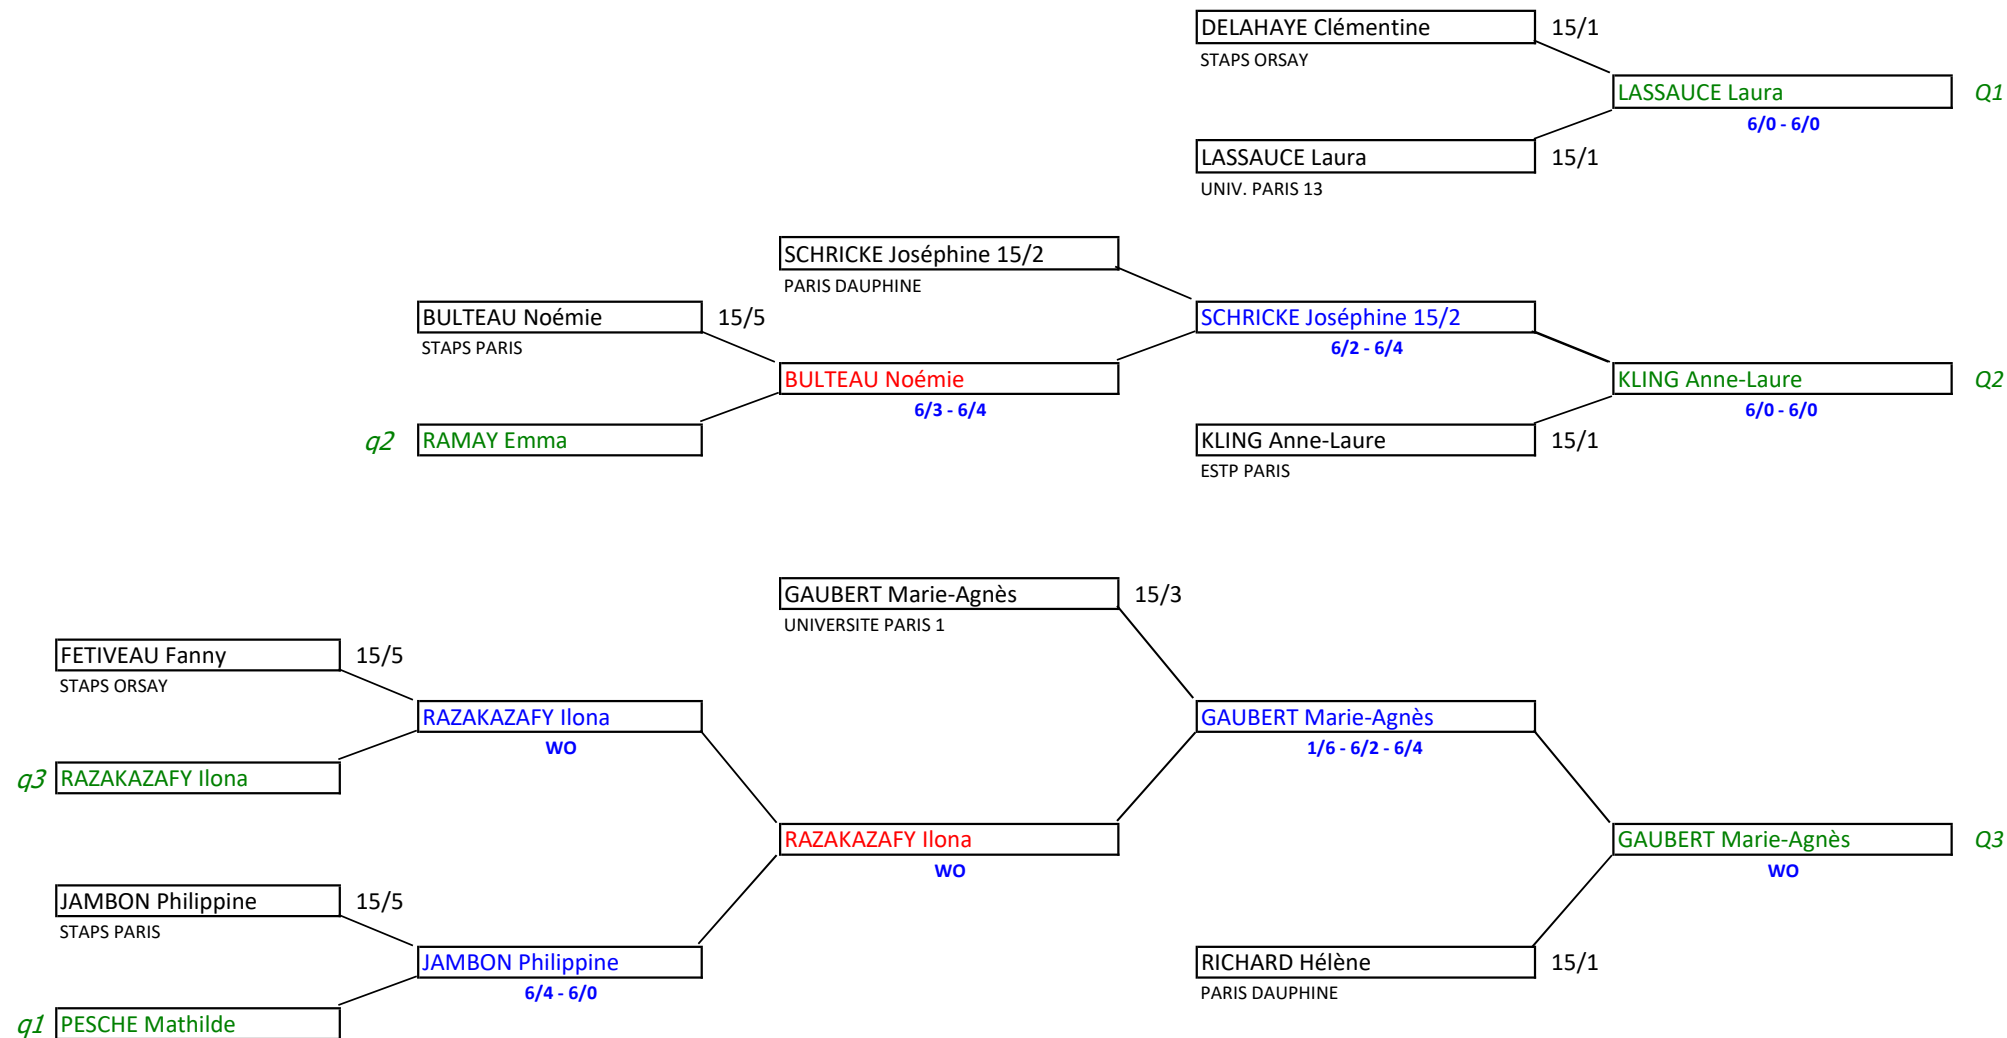 DELAHAYE Clémentine 15/1
STAPS ORSAY
LASSAUCE Laura Q1
6/0 - 6/0
LASSAUCE Laura 15/1
UNIV. PARIS 13
SCHRICKE Joséphine 15/2
PARIS DAUPHINE
BULTEAU Noémie 15/5
SCHRICKE Joséphine 15/2
STAPS PARIS
6/2 - 6/4
BULTEAU Noémie
KLING Anne-Laure Q2
6/3 - 6/4
6/0 - 6/0
q2 RAMAY Emma
KLING Anne-Laure 15/1
ESTP PARIS
GAUBERT Marie-Agnès 15/3
UNIVERSITE PARIS 1
FETIVEAU Fanny 15/5
STAPS ORSAY
RAZAKAZAFY Ilona
GAUBERT Marie-Agnès
WO
1/6 - 6/2 - 6/4
q3 RAZAKAZAFY Ilona
RAZAKAZAFY Ilona
GAUBERT Marie-Agnès Q3
WO
WO
JAMBON Philippine 15/5
STAPS PARIS
JAMBON Philippine
RICHARD Hélène 15/1
6/4 - 6/0
PARIS DAUPHINE
q1 PESCHE Mathilde